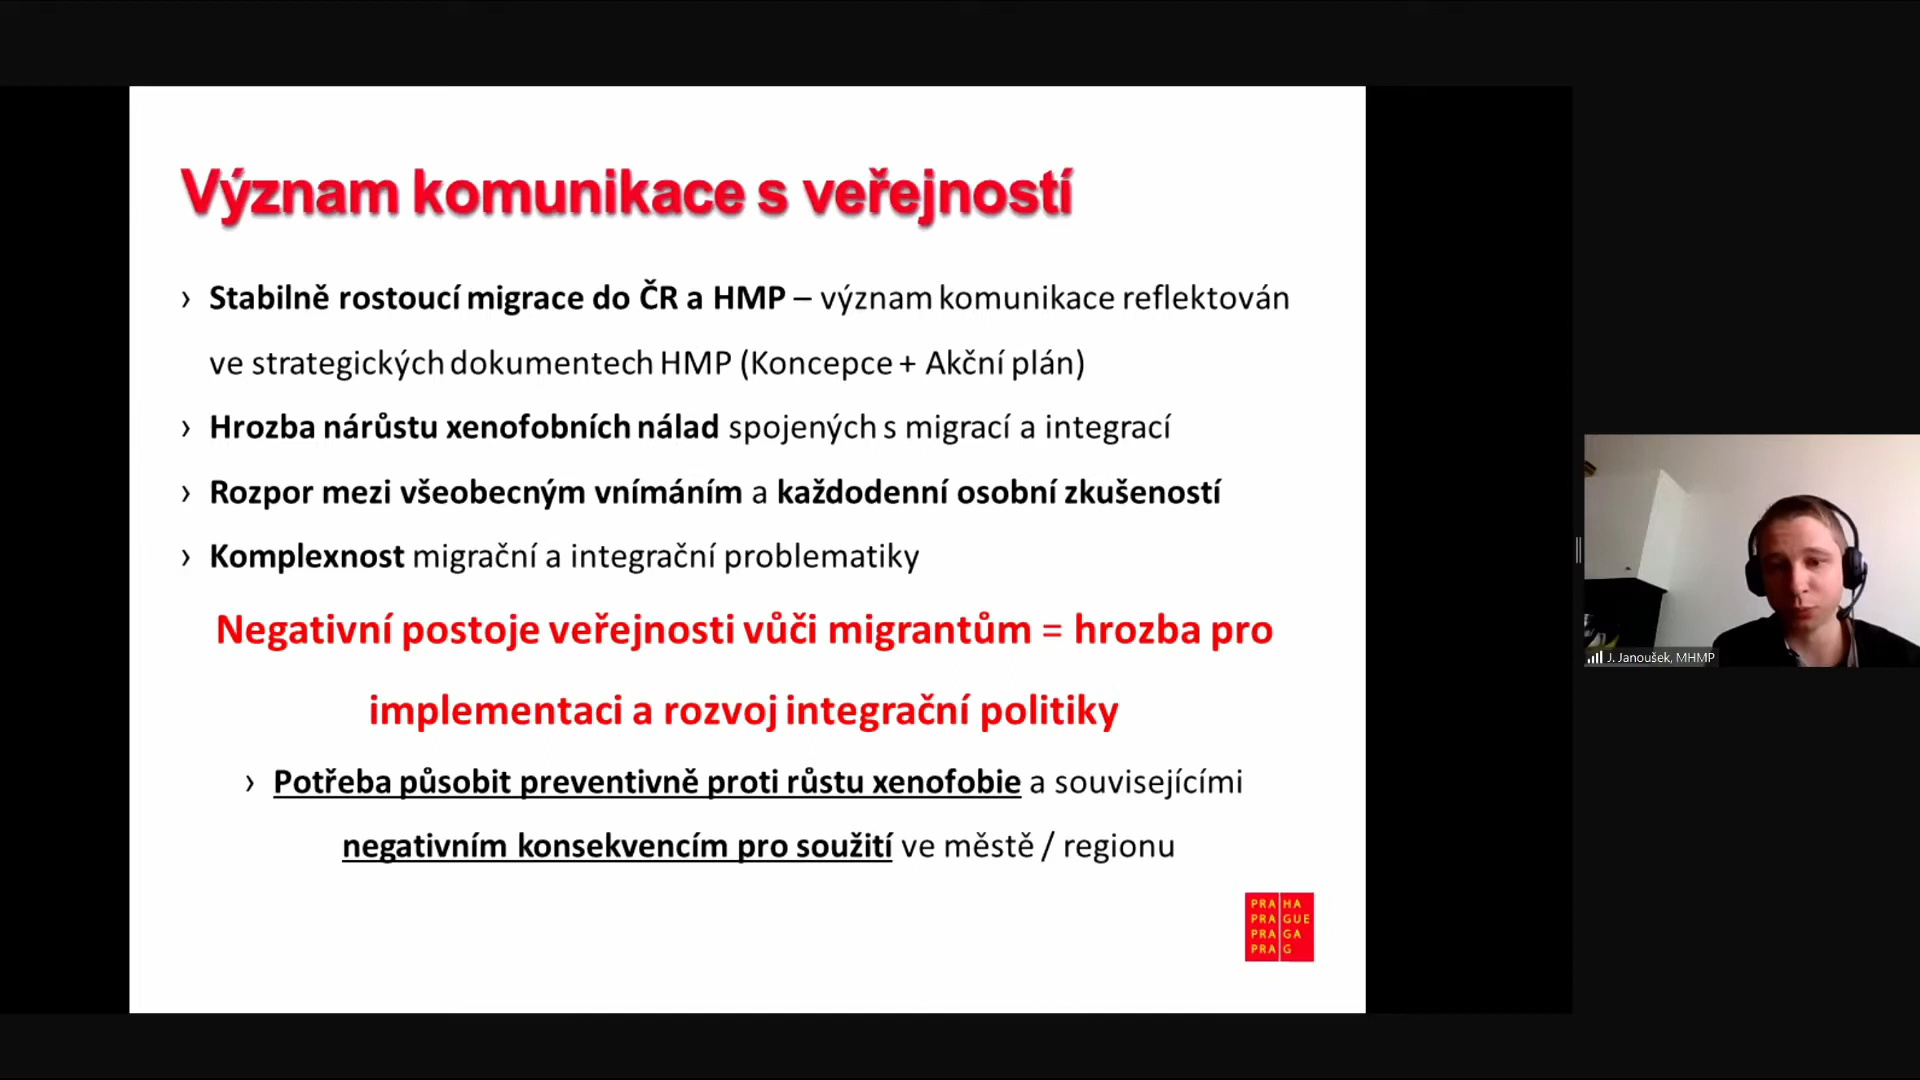 Význam komunikace s veřejností
› Stabilně rostoucí migrace do ČR a HMP – význam komunikace reflektován
ve strategických dokumentech HMP (Koncepce + Akční plán)
› Hrozba nárůstu xenofobních nálad spojených s migrací a integrací
› Rozpor mezi všeobecným vnímáním a každodenní osobní zkušeností
› Komplexnost migrační a integrační problematiky
Negativní postoje veřejnosti vůči migrantům = hrozba pro
implementaci a rozvoj integrační politiky
› Potřeba působit preventivně proti růstu xenofobie a souvisejícími
negativním konsekvencím pro soužití ve městě / regionu
PRA HA
PRA GUE
PRA GA
PRA G
J. Janoušek, MHMP